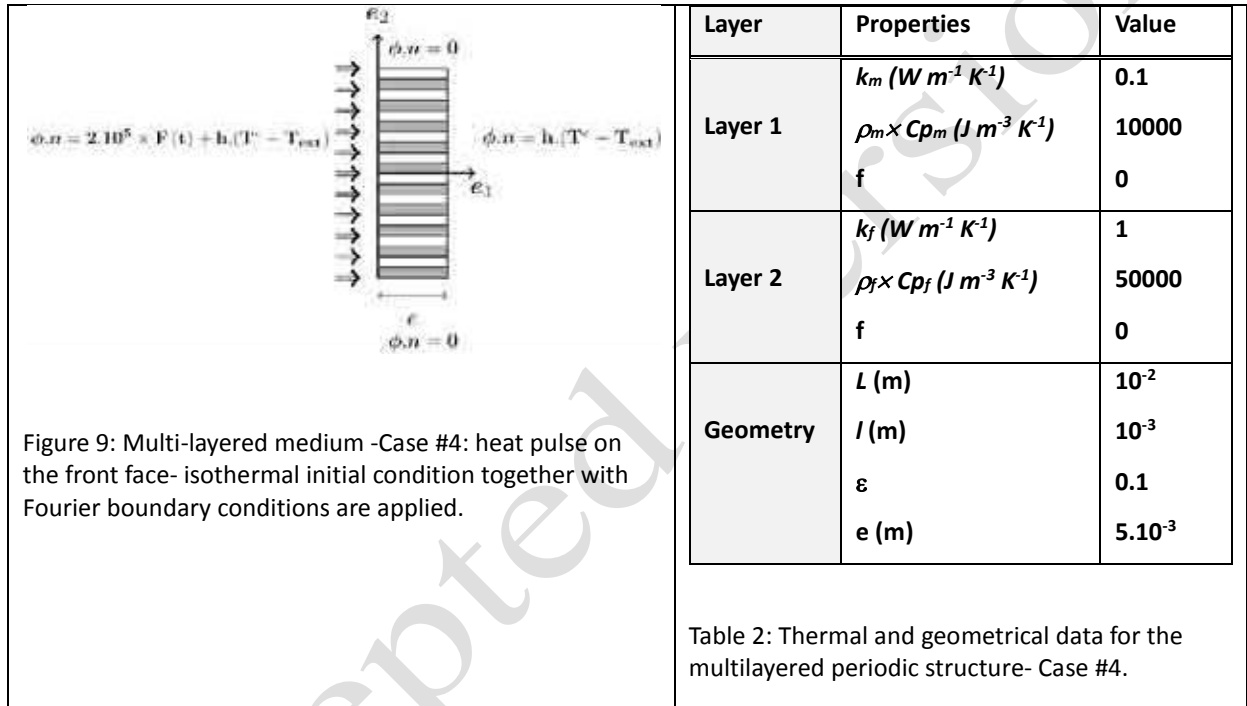 e₂
ϕ.n = 0
ϕ.n = 2.10⁵ × F(t) + h.(T - Tₑₓₜ)
ϕ.n = h.(Tᵋ - Tₑₓₜ)
e₁
e
ϕ.n = 0
Figure 9: Multi-layered medium -Case #4: heat pulse on
the front face- isothermal initial condition together with
Fourier boundary conditions are applied.
Layer Properties Value
Layer 1
kₘ (W m⁻¹ K⁻¹) 0.1
ρₘ× Cpₘ (J m⁻³ K⁻¹) 10000
f 0
Layer 2
k_f (W m⁻¹ K⁻¹) 1
ρ_f× Cp_f (J m⁻³ K⁻¹) 50000
f 0
Geometry
L (m) 10⁻²
l (m) 10⁻³
ε 0.1
e (m) 5.10⁻³
Table 2: Thermal and geometrical data for the
multilayered periodic structure- Case #4.